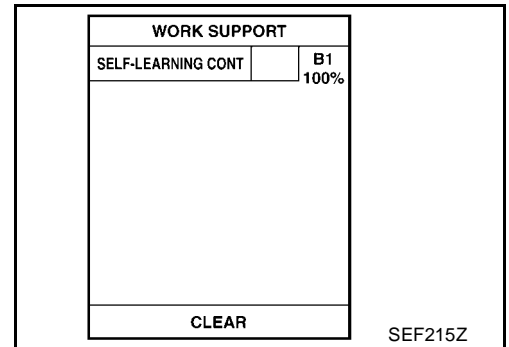 WORK SUPPORT
SELF-LEARNING CONT B1
100%
CLEAR
SEF215Z